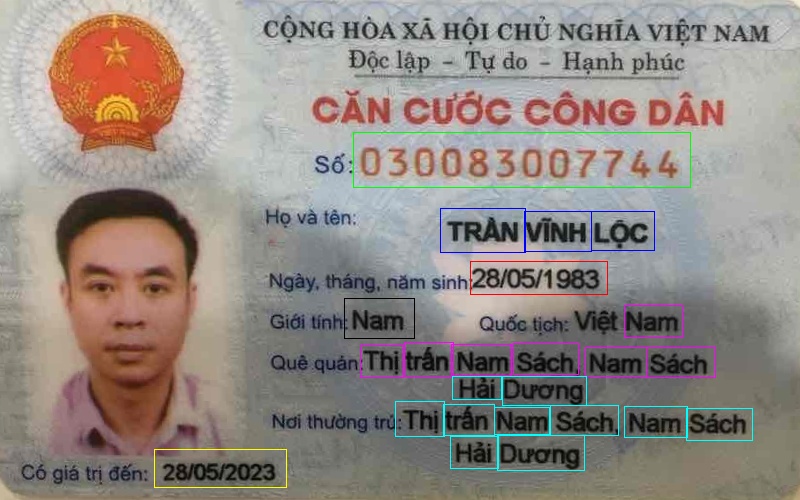 CỘNG HÒA XÃ HỘI CHỦ NGHĨA VIỆT NAM
Độc lập - Tự do - Hạnh phúc
CĂN CƯỚC CÔNG DÂN
Số: 030083007744
Họ và tên: TRẦN VĨNH LỘC
Ngày, tháng, năm sinh: 28/05/1983
Giới tính: Nam Quốc tịch: Việt Nam
Quê quán: Thị trấn Nam Sách, Nam Sách
Hải Dương
Nơi thường trú: Thị trấn Nam Sách, Nam Sách
Hải Dương
Có giá trị đến: 28/05/2023